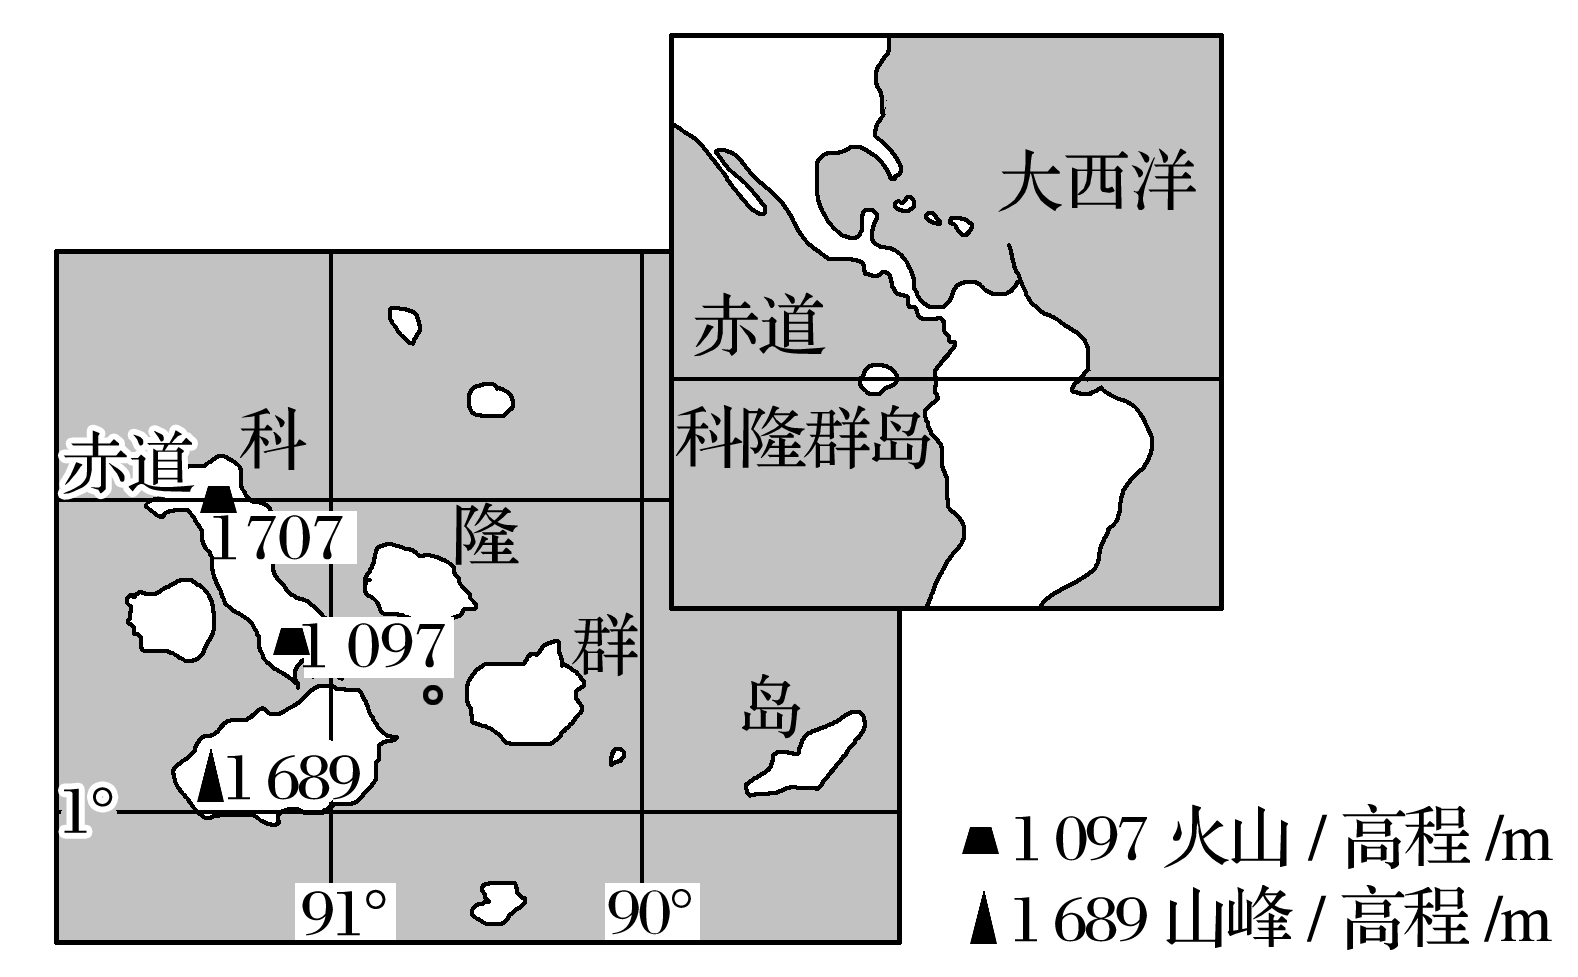 大西洋
赤道
科隆群岛
科
赤道
隆
1707
群
1 097
岛
1 689
1°
91°
90°
1 097 火山 / 高程 /m
1 689 山峰 / 高程 /m